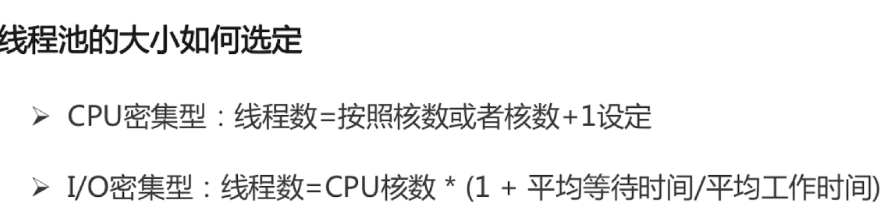 线程池的大小如何选定
➢ CPU密集型：线程数=按照核数或者核数+1设定
➢ I/O密集型：线程数=CPU核数 * (1 + 平均等待时间/平均工作时间)